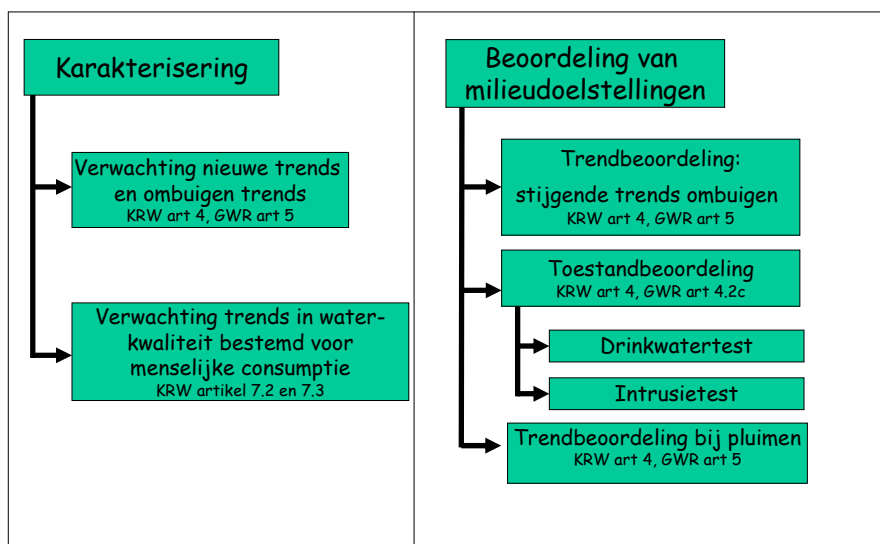 Karakterisering
Verwachting nieuwe trends
en ombuigen trends
KRW art 4, GWR art 5
Verwachting trends in water-
kwaliteit bestemd voor
menselijke consumptie
KRW artikel 7.2 en 7.3
Beoordeling van
milieudoelstellingen
Trendbeoordeling:
stijgende trends ombuigen
KRW art 4, GWR art 5
Toestandbeoordeling
KRW art 4, GWR art 4.2c
Drinkwatertest
Intrusietest
Trendbeoordeling bij pluimen
KRW art 4, GWR art 5